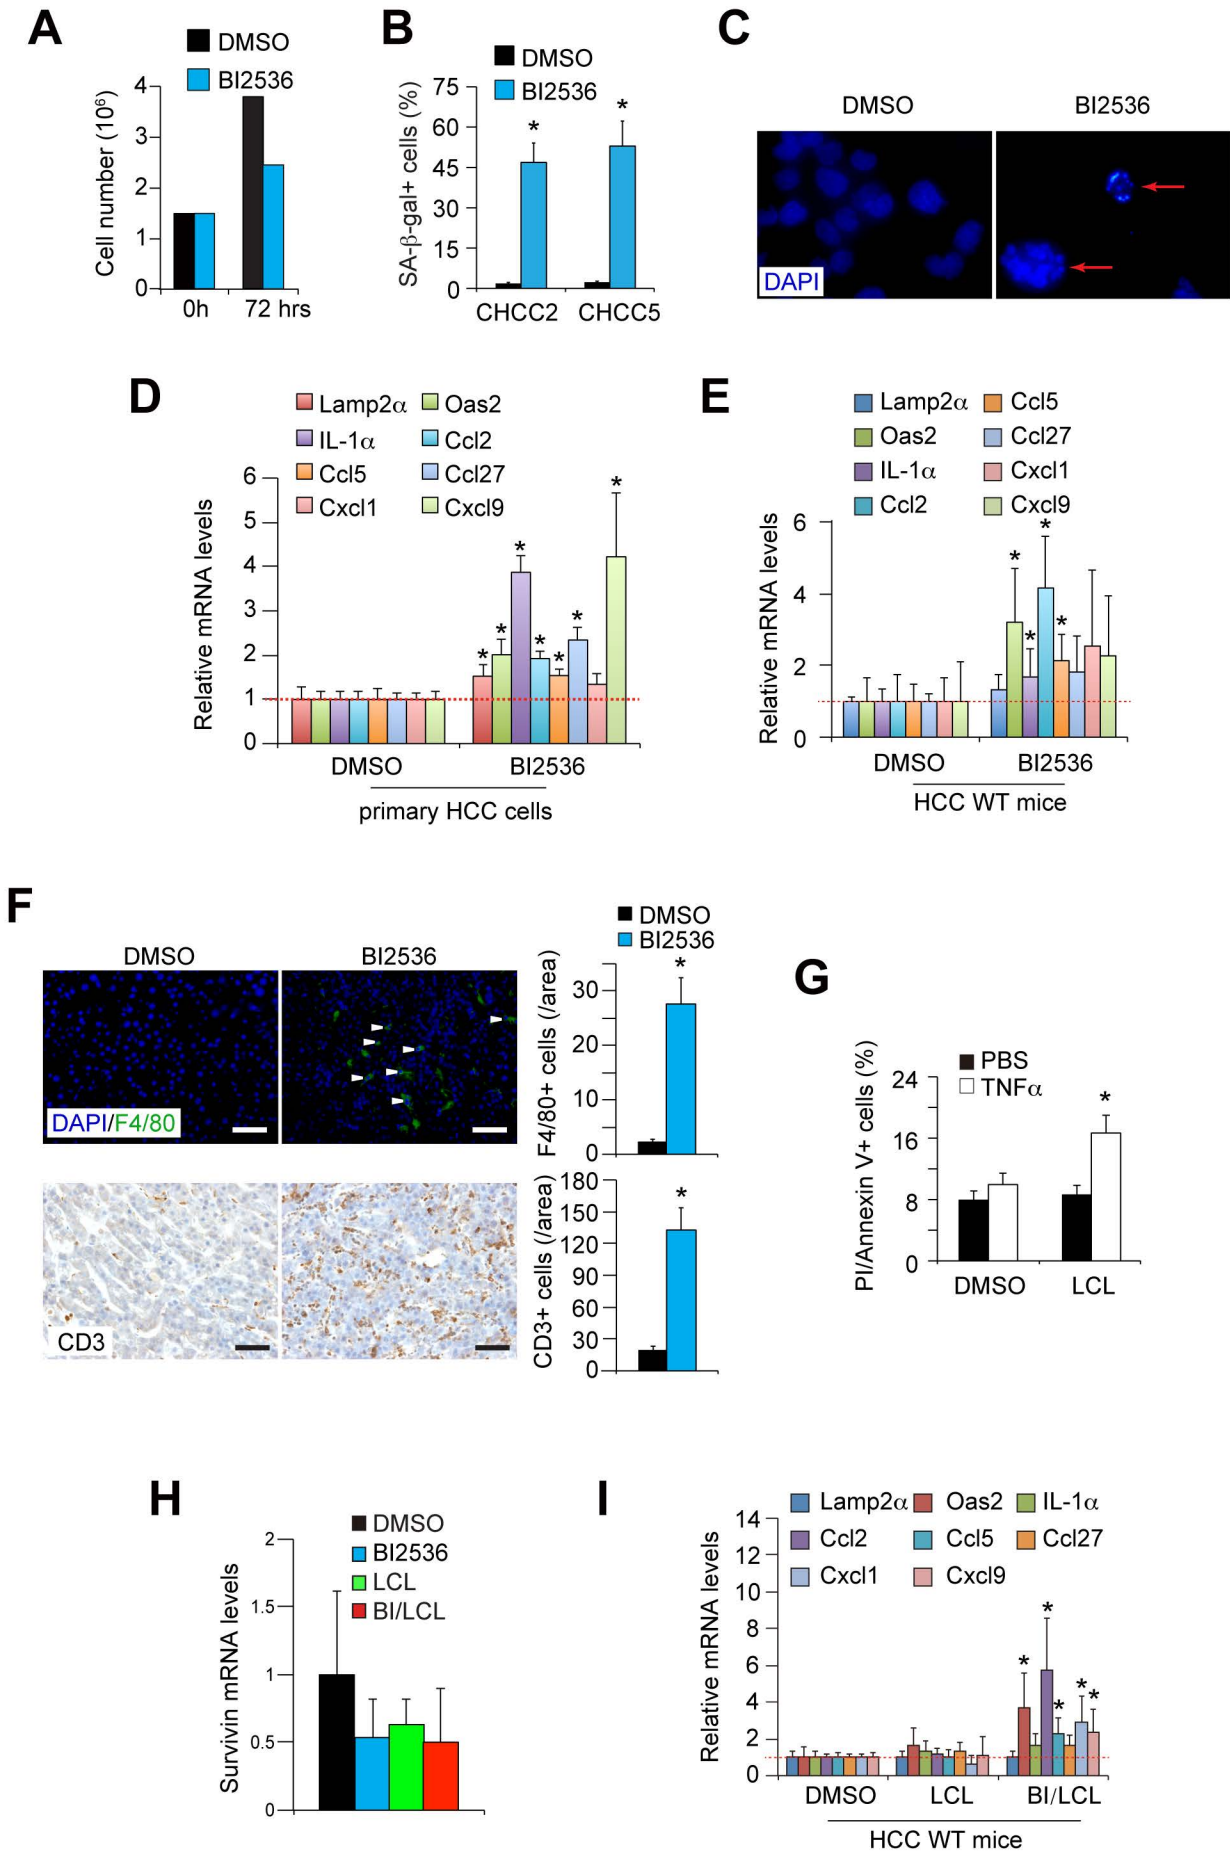 A
DMSO
BI2536
Cell number (10⁶)
4
3
2
1
0
0h
72 hrs
B
DMSO
BI2536
SA-β-gal+ cells (%)
75
60
45
30
15
0
*
*
CHCC2
CHCC5
C
DMSO
BI2536
DAPI
D
Lamp2α
Oas2
IL-1α
Ccl2
Ccl5
Ccl27
Cxcl1
Cxcl9
Relative mRNA levels
6
5
4
3
2
1
0
* * * * * * *
DMSO
BI2536
primary HCC cells
E
Lamp2α
Ccl5
Oas2
Ccl27
IL-1α
Cxcl1
Ccl2
Cxcl9
Relative mRNA levels
6
4
2
0
* * * *
DMSO
BI2536
HCC WT mice
F
DMSO
BI2536
DAPI/F4/80
CD3
DMSO
BI2536
F4/80+ cells (/area)
30
20
10
0
*
CD3+ cells (/area)
180
150
120
90
60
30
0
*
G
PBS
TNFα
PI/Annexin V+ cells (%)
24
16
8
0
*
DMSO
LCL
H
DMSO
BI2536
LCL
BI/LCL
Survivin mRNA levels
2
1.5
1
0.5
0
I
Lamp2α
Oas2
IL-1α
Ccl2
Ccl5
Ccl27
Cxcl1
Cxcl9
Relative mRNA levels
14
12
10
8
6
4
2
0
* * * * *
DMSO
LCL
BI/LCL
HCC WT mice